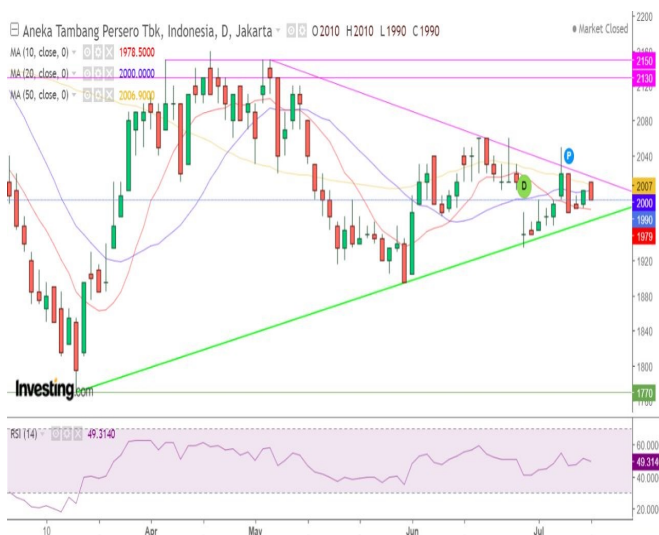 Aneka Tambang Persero Tbk, Indonesia, D, Jakarta O2010 H2010 L1990 C1990
Market Closed
MA (10, close, 0) 1978.5000
MA (20, close, 0) 2000.0000
MA (50, close, 0) 2006.9000
2200
2150
2130
2120
2080
2040
2007
2000
1990
1979
1920
1880
1840
1800
1770
1760
P
D
Investing.com
RSI (14) 49.3140
60.000
49.314
40.000
20.000
10 Apr May Jun Jul